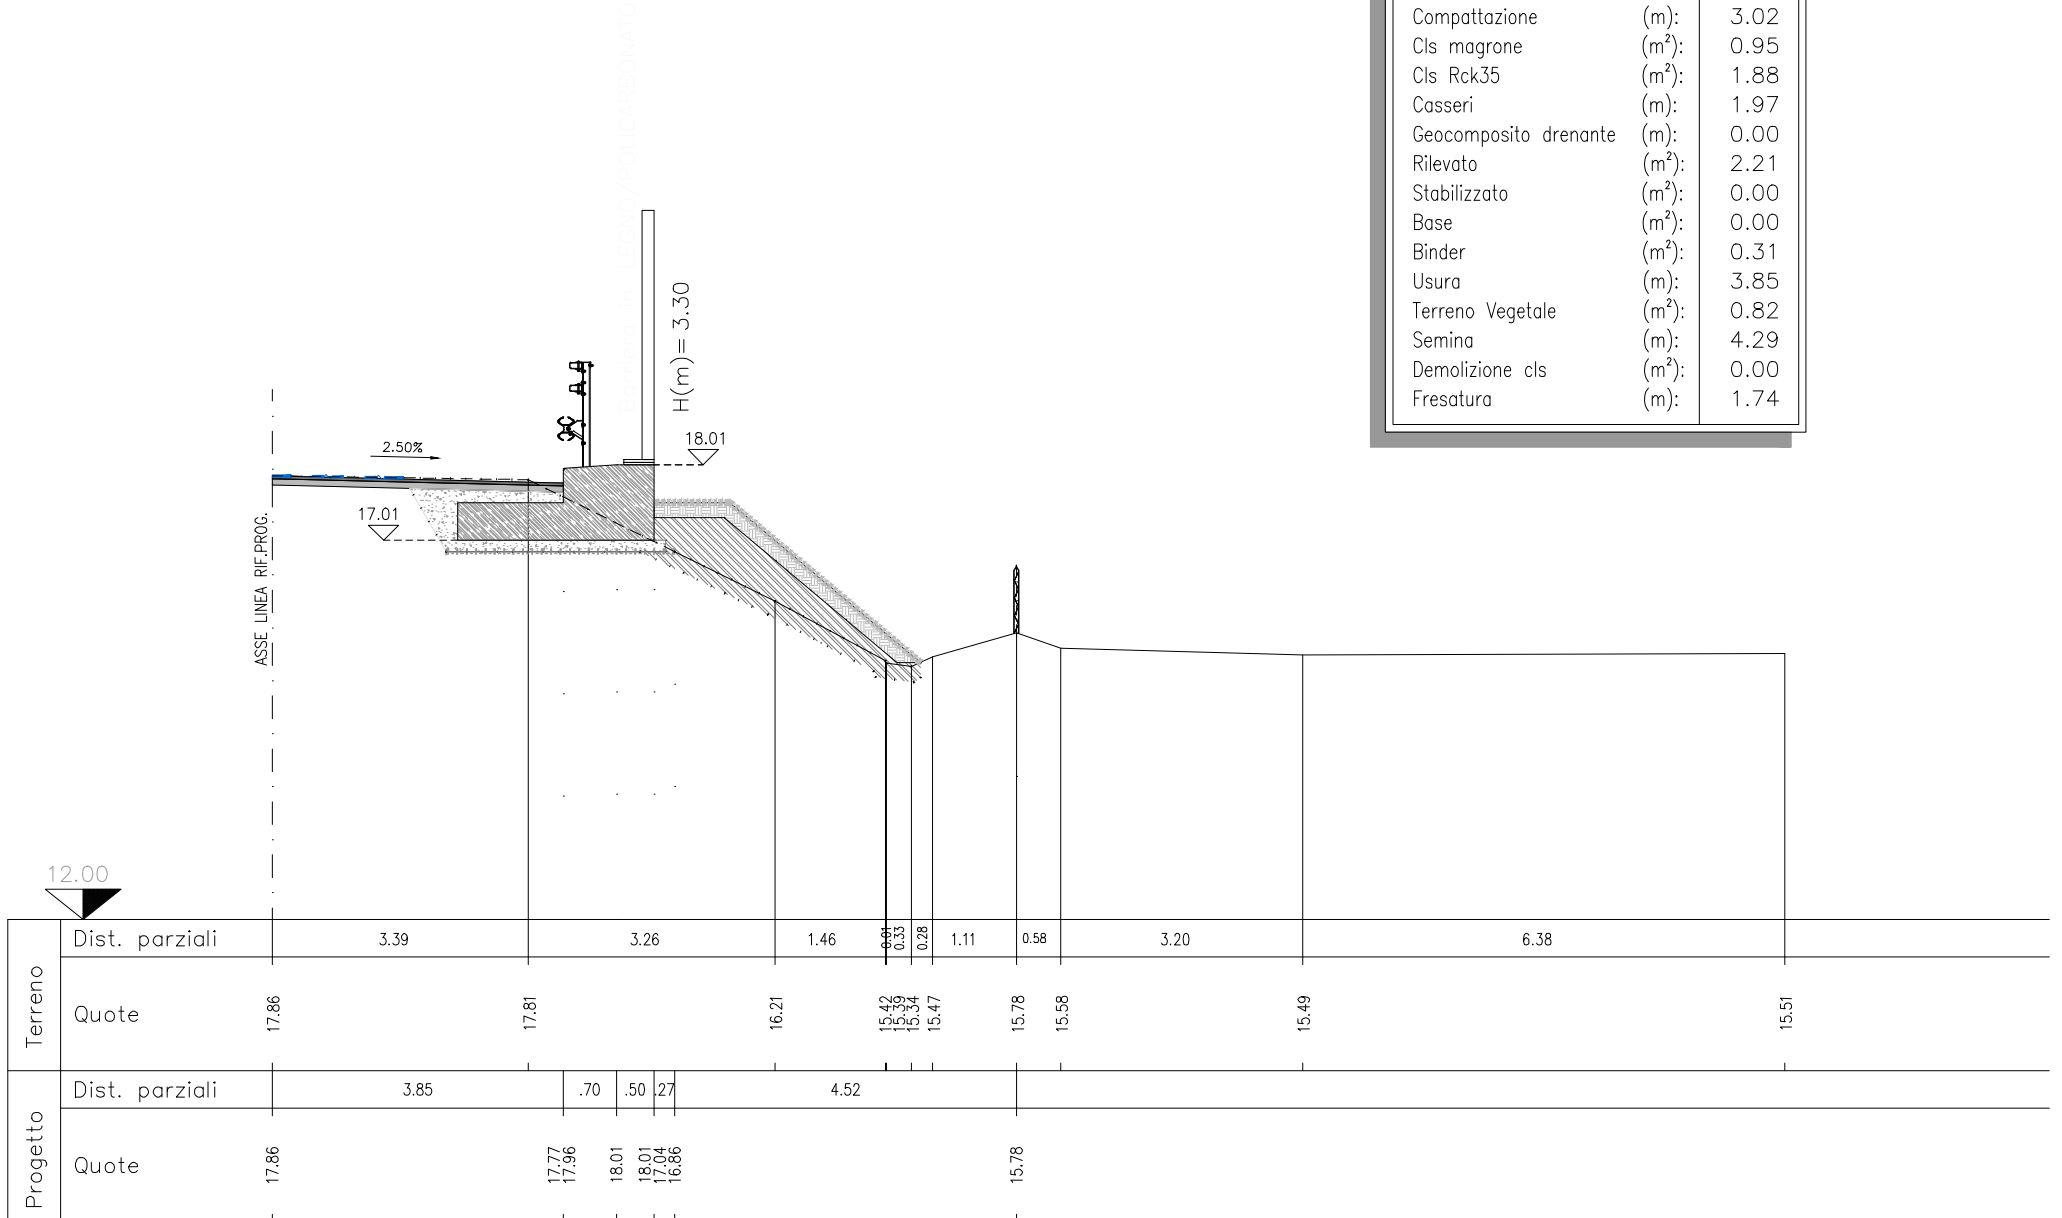 Compattazione (m): 3.02
Cls magrone (m²): 0.95
Cls Rck35 (m²): 1.88
Casseri (m): 1.97
Geocomposito drenante (m): 0.00
Rilevato (m²): 2.21
Stabilizzato (m²): 0.00
Base (m²): 0.00
Binder (m²): 0.31
Usura (m): 3.85
Terreno Vegetale (m²): 0.82
Semina (m): 4.29
Demolizione cls (m²): 0.00
Fresatura (m): 1.74
H(m)= 3.30
18.01
2.50%
17.01
ASSE LINEA RIF.PROG.
12.00
Terreno
Dist. parziali 3.39 3.26 1.46 0.01 0.33 0.28 1.11 0.58 3.20 6.38
Quote 17.86 17.81 16.21 15.42 15.39 15.34 15.47 15.78 15.58 15.49 15.51
Progetto
Dist. parziali 3.85 .70 .50 .27 4.52
Quote 17.86 17.77 17.96 18.01 18.01 17.04 16.86 15.78